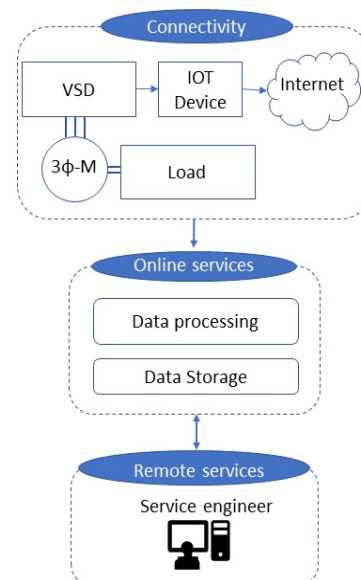 Connectivity
VSD
IOT
Device
Internet
3ϕ-M
Load
Online services
Data processing
Data Storage
Remote services
Service engineer